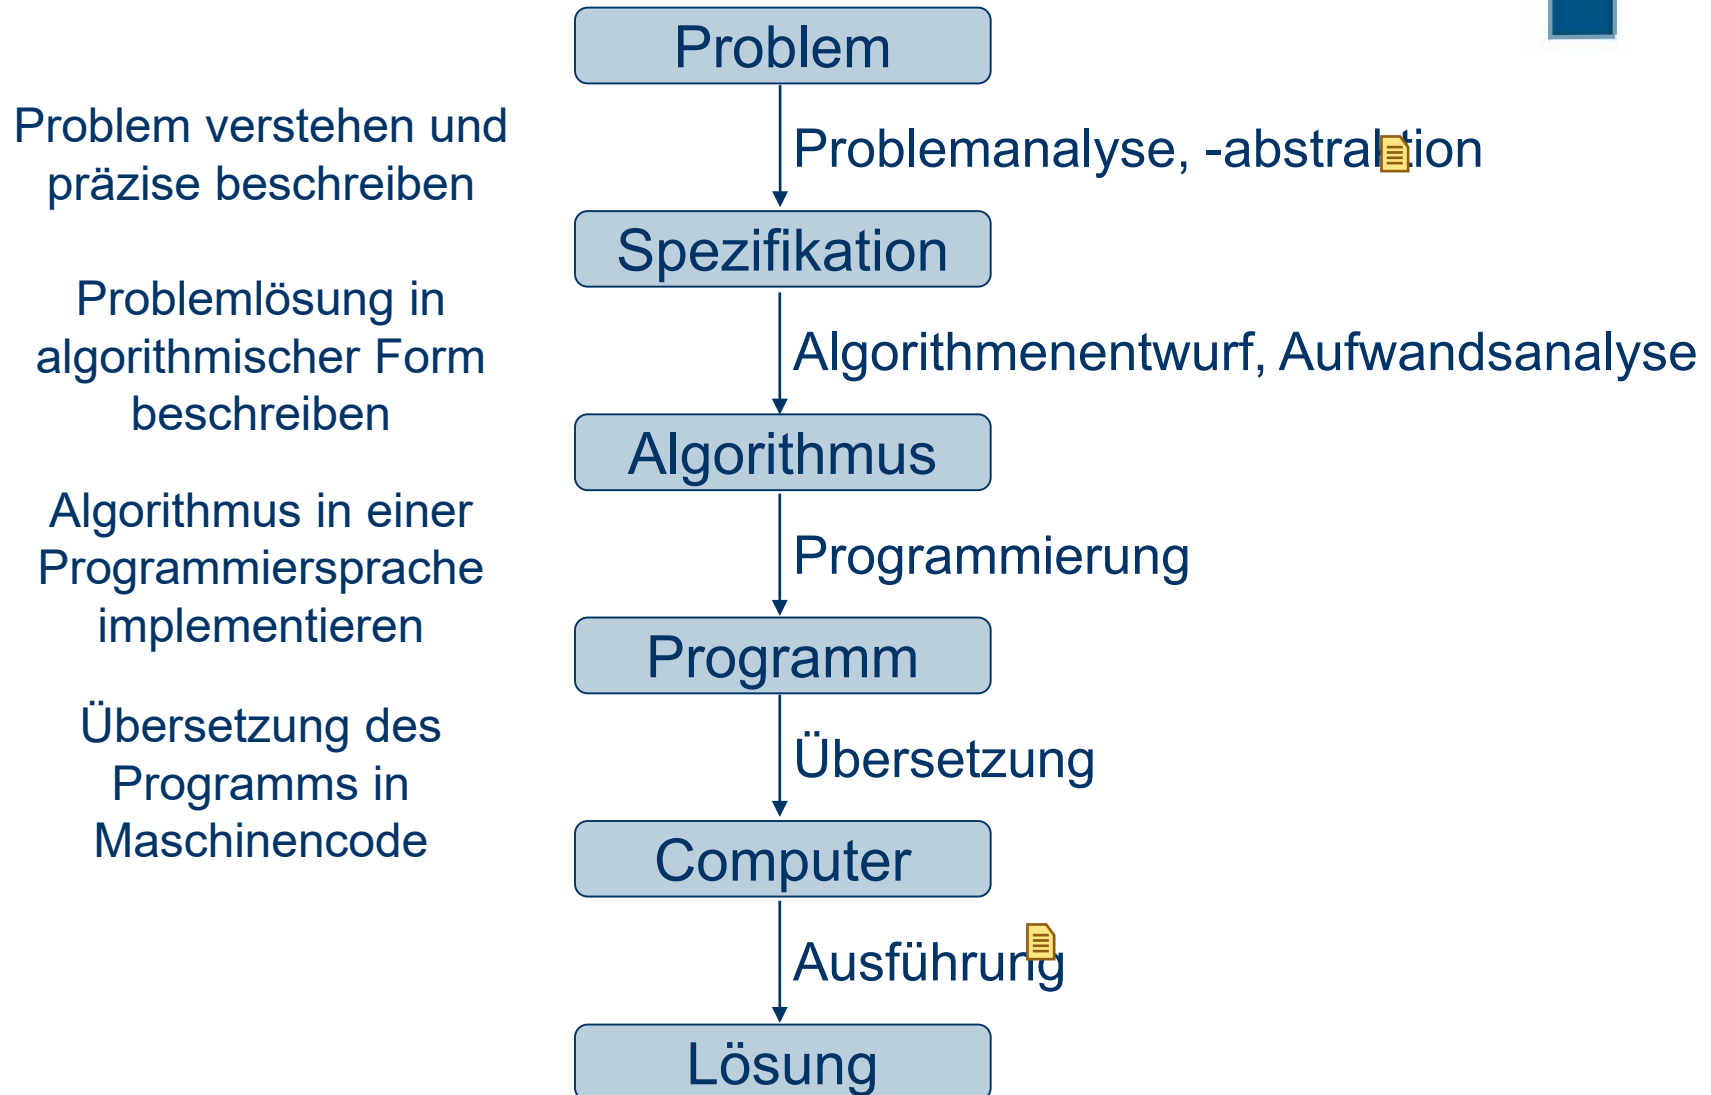 Problem
Problem verstehen und
präzise beschreiben
Problemanalyse, -abstraktion
Spezifikation
Problemlösung in
algorithmischer Form
beschreiben
Algorithmenentwurf, Aufwandsanalyse
Algorithmus
Algorithmus in einer
Programmiersprache
implementieren
Programmierung
Programm
Übersetzung des
Programms in
Maschinencode
Übersetzung
Computer
Ausführung
Lösung